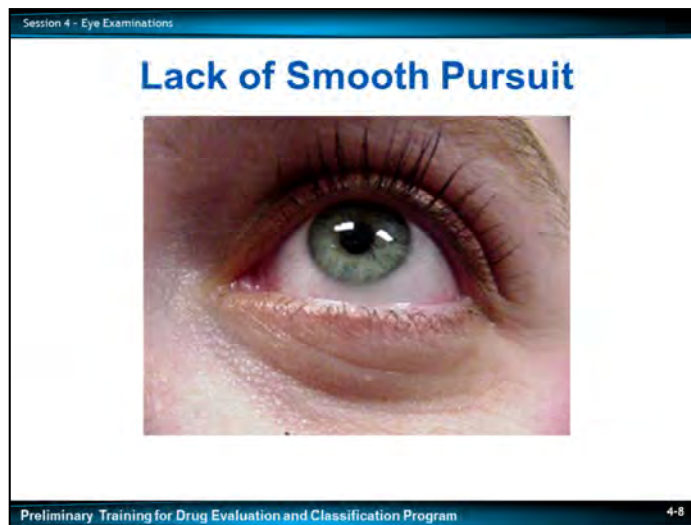 Session 4 - Eye Examinations
Lack of Smooth Pursuit
Preliminary Training for Drug Evaluation and Classification Program
4-8